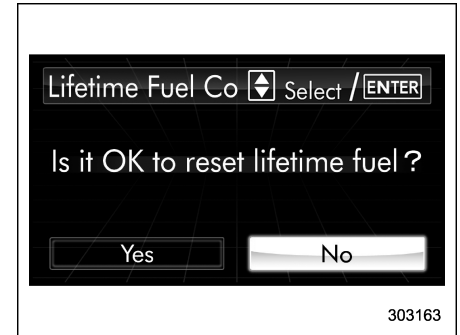 Lifetime Fuel Co Select / ENTER
Is it OK to reset lifetime fuel?
Yes No
303163